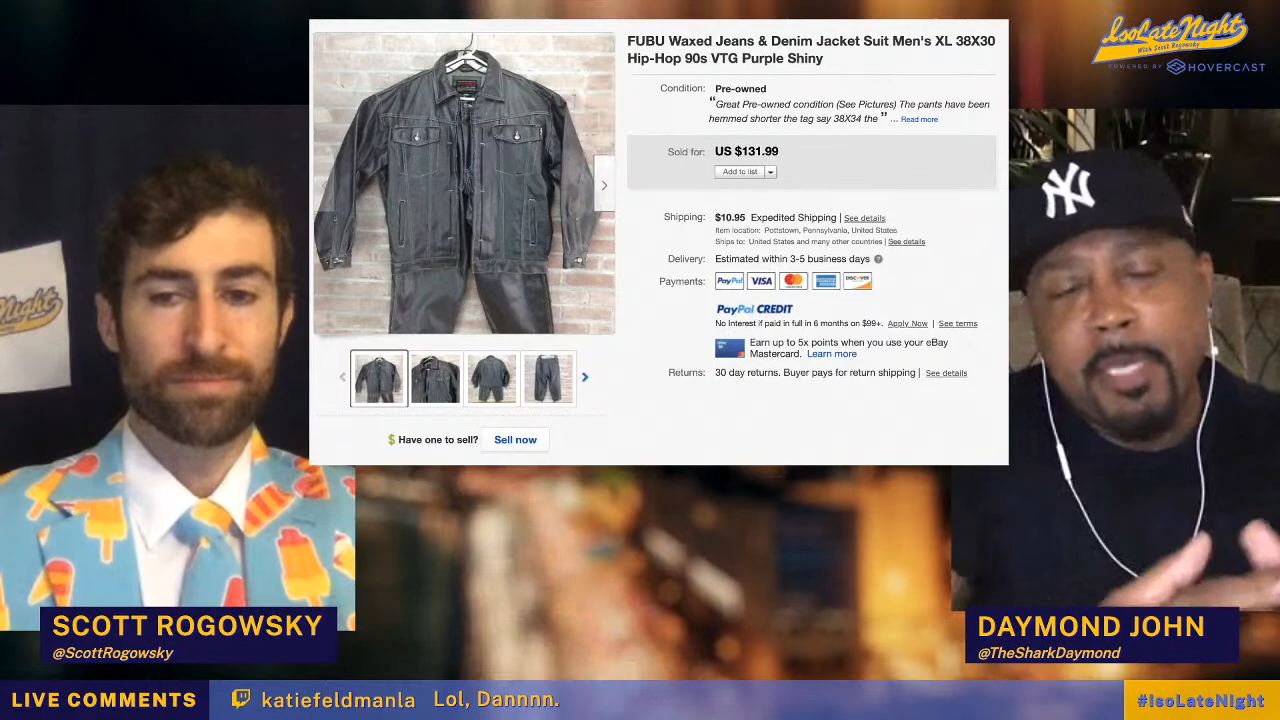 FUBU Waxed Jeans & Denim Jacket Suit Men's XL 38X30
Hip-Hop 90s VTG Purple Shiny
Condition: Pre-owned
“Great Pre-owned condition (See Pictures) The pants have been
hemmed shorter the tag say 38X34 the ” ... Read more
Sold for: US $131.99
Add to list
Shipping: $10.95 Expedited Shipping | See details
Item location: Pottstown, Pennsylvania, United States
Ships to: United States and many other countries | See details
Delivery: Estimated within 3-5 business days ?
Payments: PayPal VISA MasterCard AMERICAN EXPRESS DISCOVER
PayPal CREDIT
No Interest if paid in full in 6 months on $99+. Apply Now | See terms
Earn up to 5x points when you use your eBay
Mastercard. Learn more
Returns: 30 day returns. Buyer pays for return shipping | See details
$ Have one to sell? Sell now
IsoLateNight
With Scott Rogowsky
POWERED BY HOVERCAST
Night
NY
SCOTT ROGOWSKY
@ScottRogowsky
DAYMOND JOHN
@TheSharkDaymond
LIVE COMMENTS katiefeldmanla Lol, Dannnn. #IsoLateNight